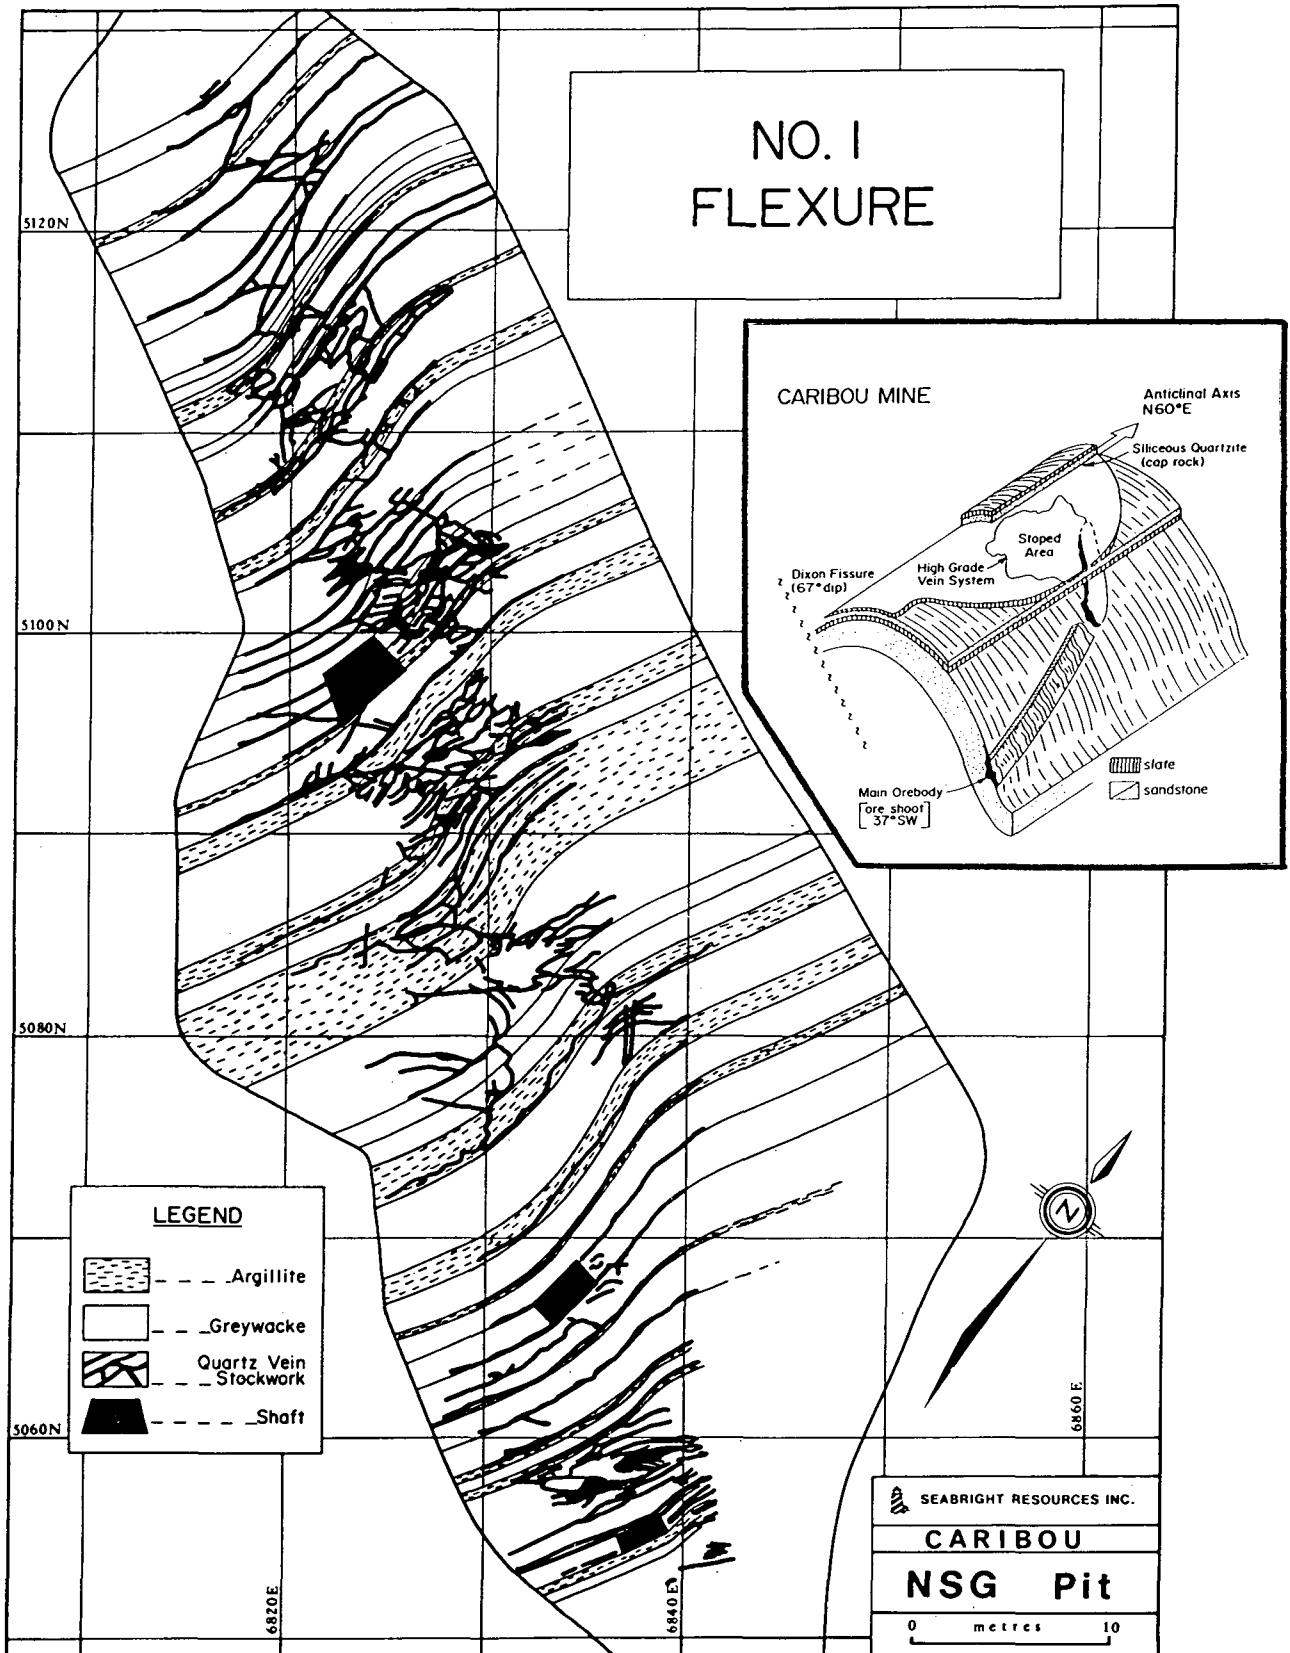 NO. I
FLEXURE
5120N
CARIBOU MINE
Anticlinal Axis
N60°E
Siliceous Quartzite
(cap rock)
Stoped
Area
High Grade
Vein System
Dixon Fissure
(67° dip)
5100N
slate
sandstone
Main Orebody
[ore shoot
37° SW]
5080N
N
LEGEND
Argillite
Greywacke
Quartz Vein
Stockwork
Shaft
5060N
6820E
6840E
6860E
SEABRIGHT RESOURCES INC.
CARIBOU
NSG Pit
0 metres 10